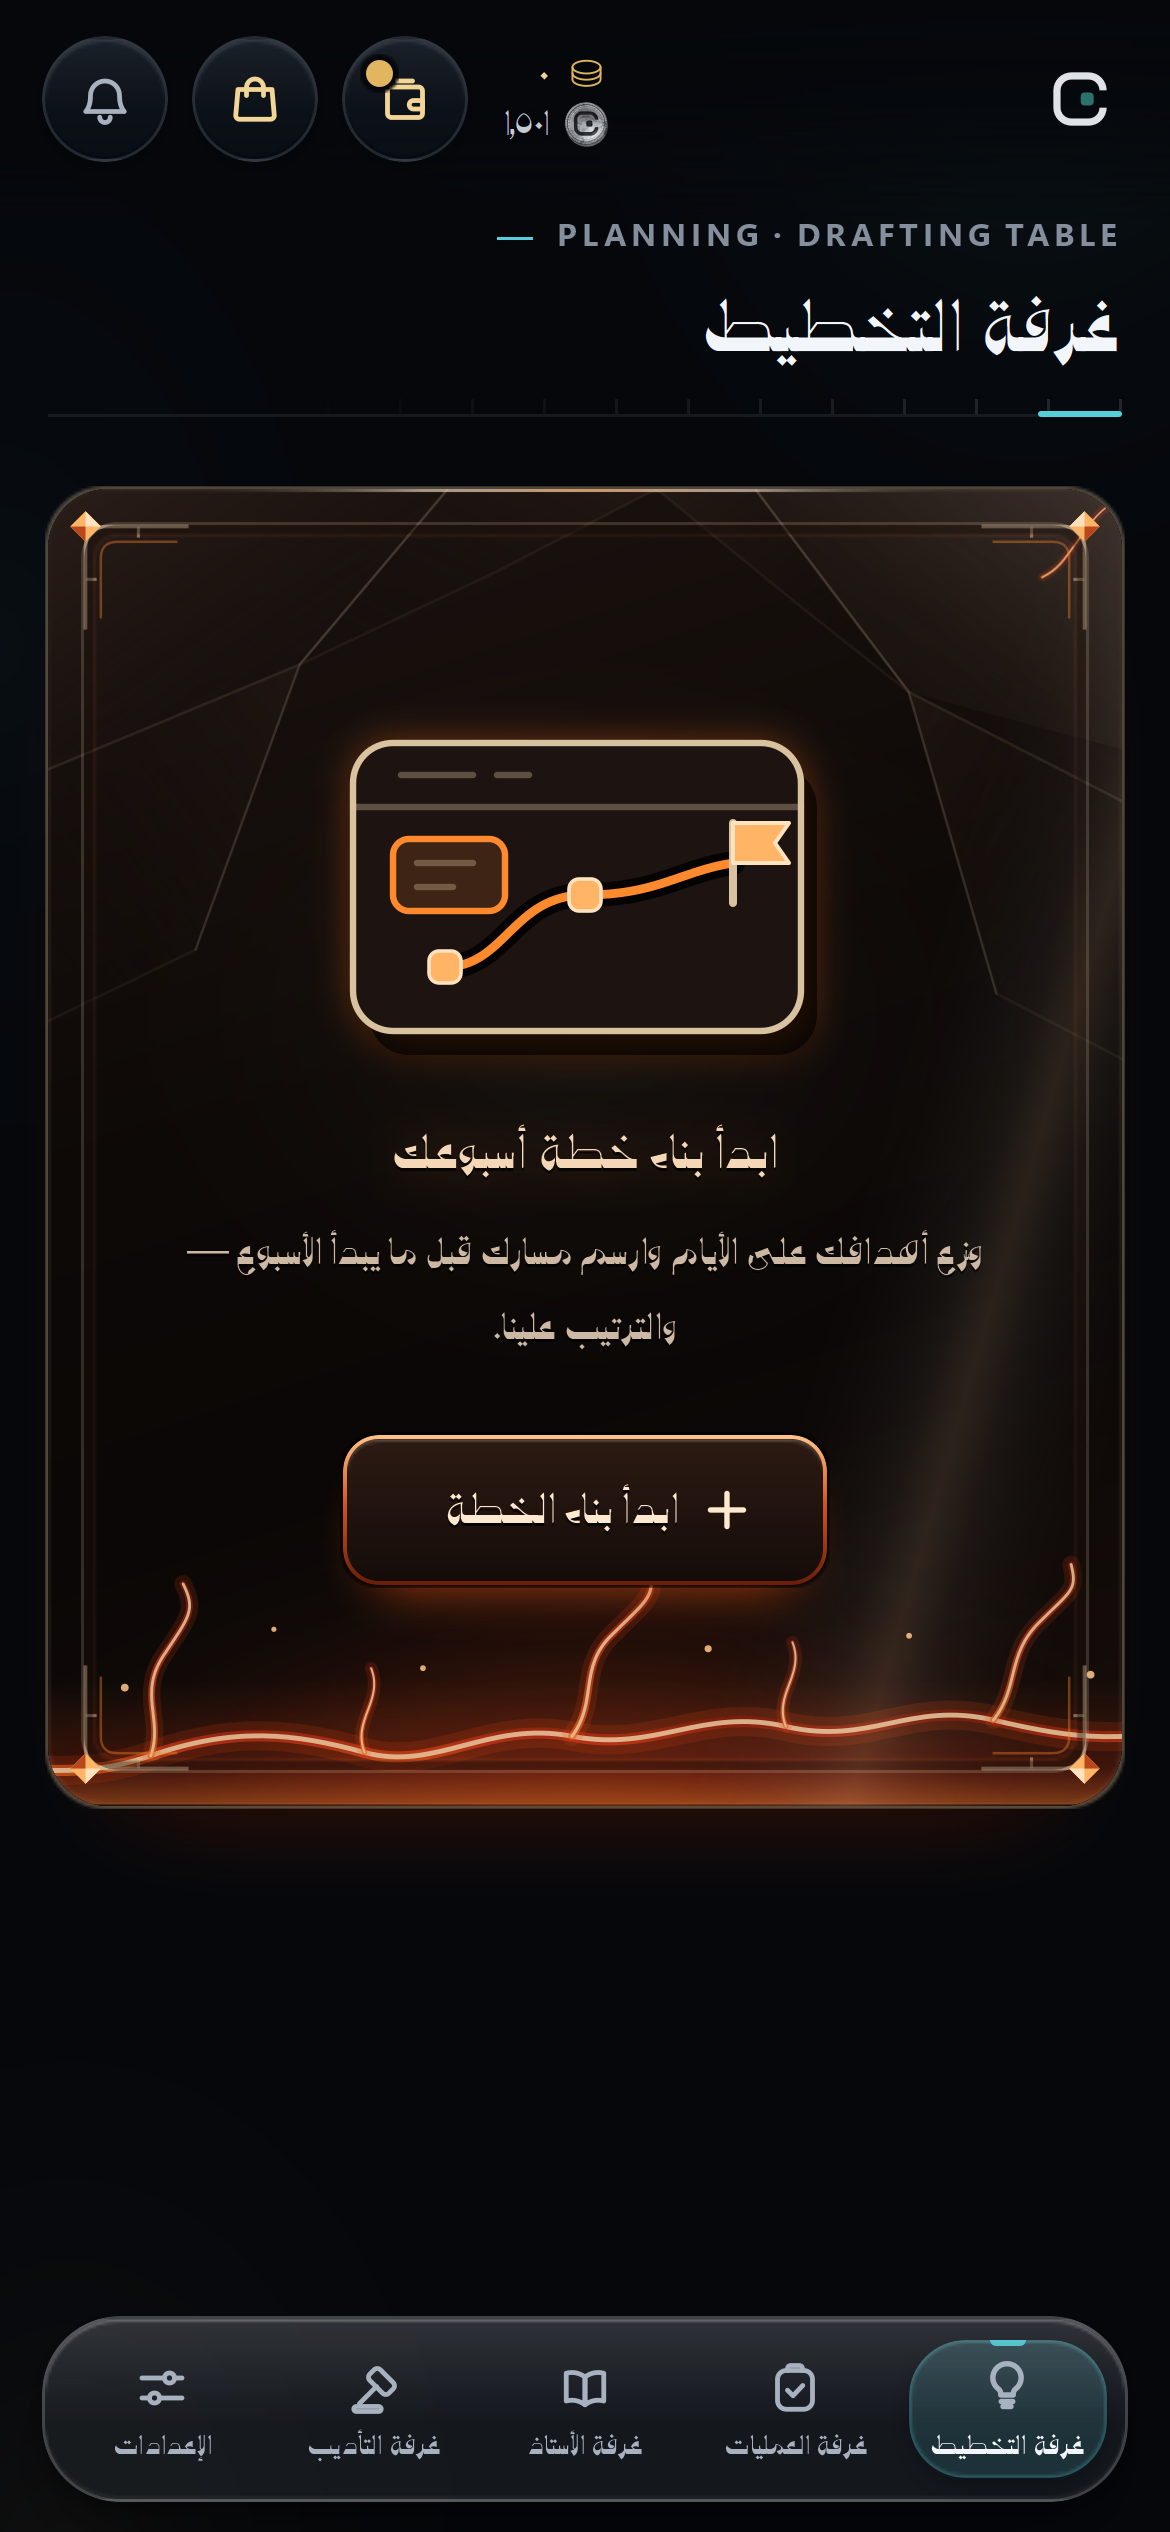 ٠
١,٥٠١
PLANNING · DRAFTING TABLE —
غرفة التخطيط
ابدأ بناء خطة أسبوعك
وزع أهدافك على الأيام وارسم مسارك قبل ما يبدأ الأسبوع —
والترتيب علينا.
+ ابدأ بناء الخطة
غرفة التخطيط
غرفة العمليات
غرفة الأستاذ
غرفة التأديب
الإعدادات